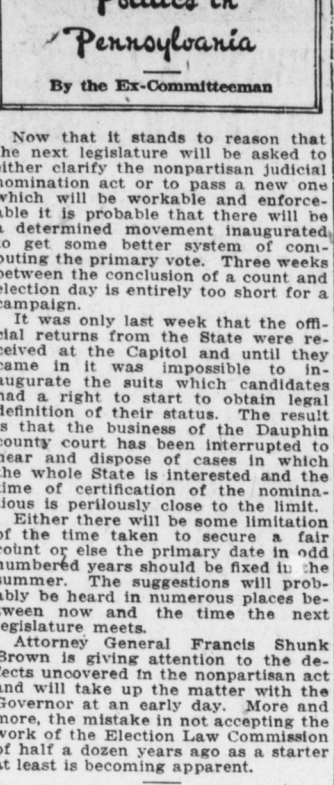 Politics in
Pennsylvania
By the Ex-Committeeman
Now that it stands to reason that
the next legislature will be asked to
either clarify the nonpartisan judicial
nomination act or to pass a new one
which will be workable and enforce-
able it is probable that there will be
a determined movement inaugurated
to get some better system of com-
puting the primary vote. Three weeks
between the conclusion of a count and
election day is entirely too short for a
campaign.
It was only last week that the offi-
cial returns from the State were re-
ceived at the Capitol and until they
came in it was impossible to in-
augurate the suits which candidates
had a right to start to obtain legal
definition of their status. The result
is that the business of the Dauphin
county court has been interrupted to
hear and dispose of cases in which
the whole State is interested and the
time of certification of the nomina-
tious is perilously close to the limit.
Either there will be some limitation
of the time taken to secure a fair
count or else the primary date in odd
numbered years should be fixed in the
summer. The suggestions will prob-
ably be heard in numerous places be-
tween now and the time the next
legislature meets.
Attorney General Francis Shunk
Brown is giving attention to the de-
fects uncovered in the nonpartisan act
and will take up the matter with the
Governor at an early day. More and
more, the mistake in not accepting the
work of the Election Law Commission
of half a dozen years ago as a starter
at least is becoming apparent.